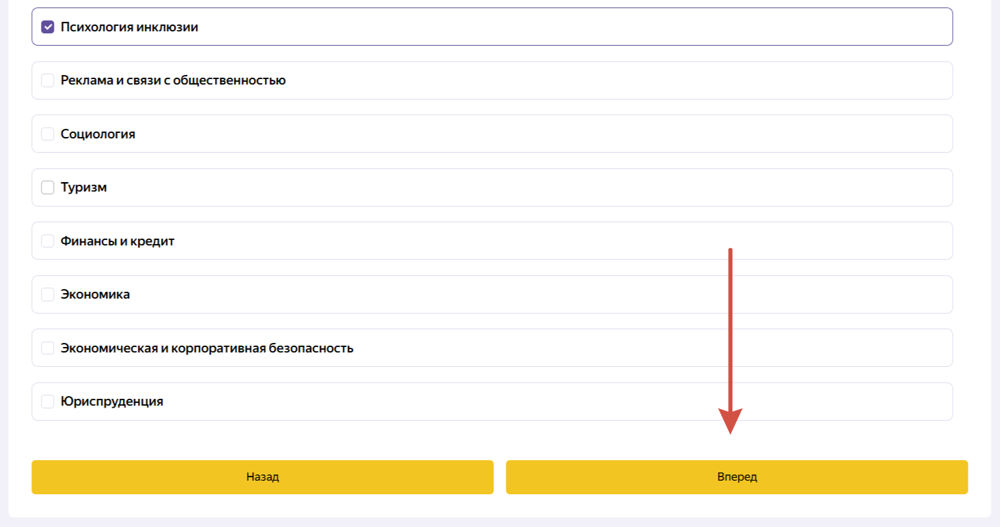 Психология инклюзии
Реклама и связи с общественностью
Социология
Туризм
Финансы и кредит
Экономика
Экономическая и корпоративная безопасность
Юриспруденция
Назад
Вперед